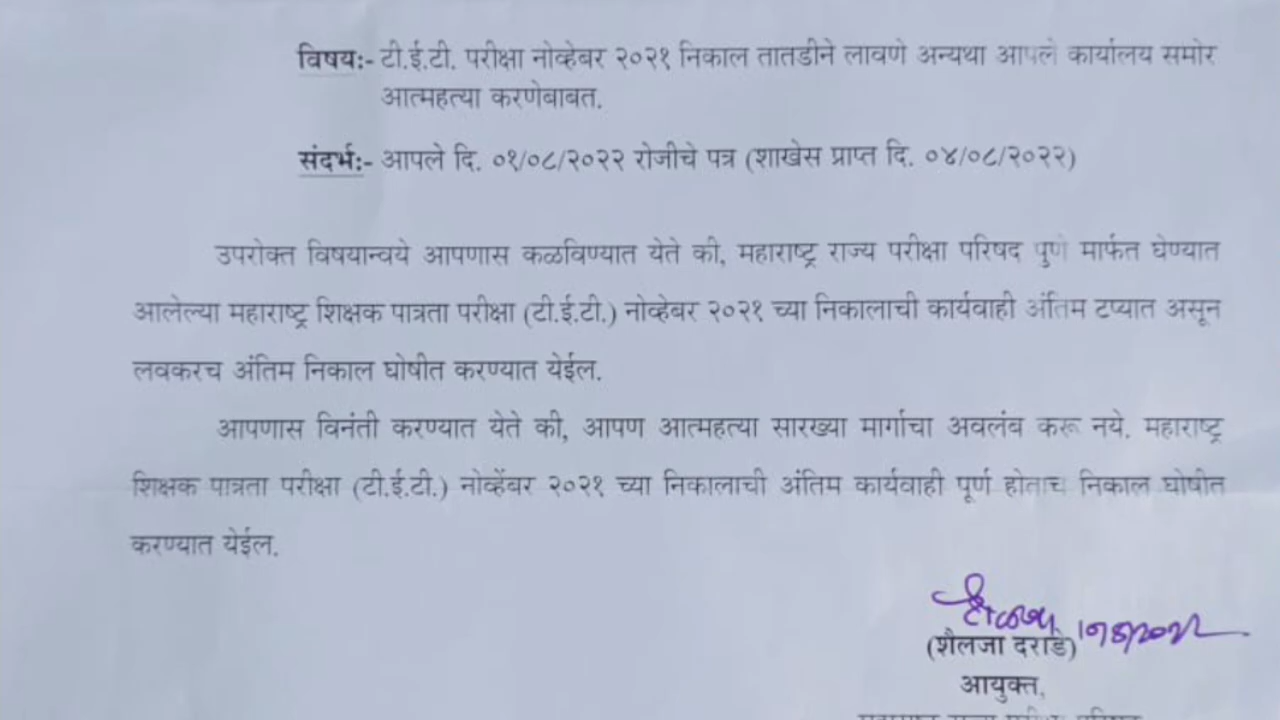 विषयः- टी.ई.टी. परीक्षा नोव्हेबर २०२१ निकाल तातडीने लावणे अन्यथा आपले कार्यालय समोर
आत्महत्या करणेबाबत.
संदर्भः- आपले दि. ०१/०८/२०२२ रोजीचे पत्र (शाखेस प्राप्त दि. ०४/०८/२०२२)
उपरोक्त विषयान्वये आपणास कळविण्यात येते की, महाराष्ट्र राज्य परीक्षा परिषद पुणे मार्फत घेण्यात
आलेल्या महाराष्ट्र शिक्षक पात्रता परीक्षा (टी.ई.टी.) नोव्हेबर २०२१ च्या निकालाची कार्यवाही अंतिम टप्यात असून
लवकरच अंतिम निकाल घोषीत करण्यात येईल.
आपणास विनंती करण्यात येते की, आपण आत्महत्या सारख्या मार्गाचा अवलंब करू नये. महाराष्ट्र
शिक्षक पात्रता परीक्षा (टी.ई.टी.) नोव्हेंबर २०२१ च्या निकालाची अंतिम कार्यवाही पूर्ण होताच निकाल घोषीत
करण्यात येईल.
(शैलजा दराडे)
आयुक्त,